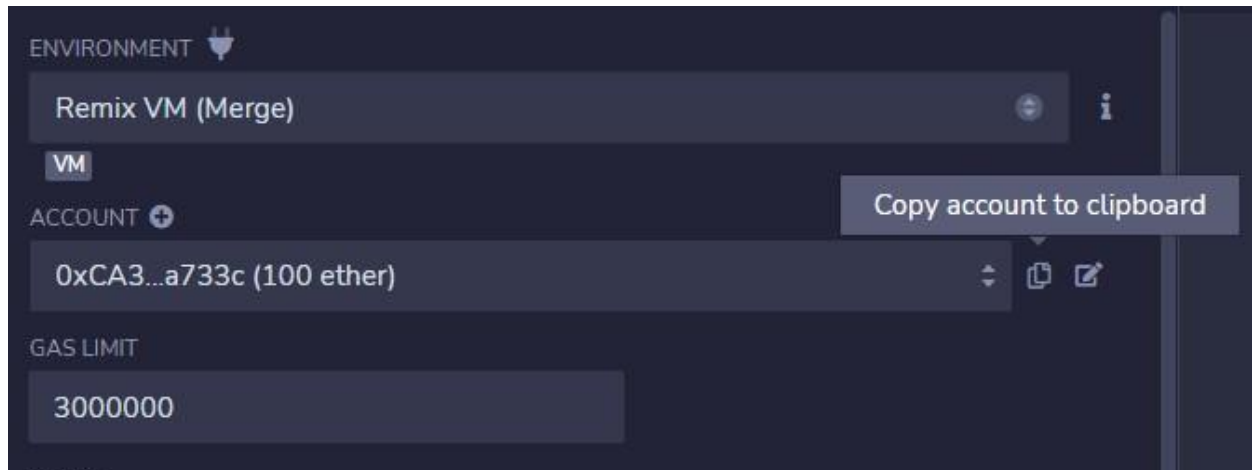 ENVIRONMENT
Remix VM (Merge)
VM
Copy account to clipboard
ACCOUNT
0xCA3...a733c (100 ether)
GAS LIMIT
3000000